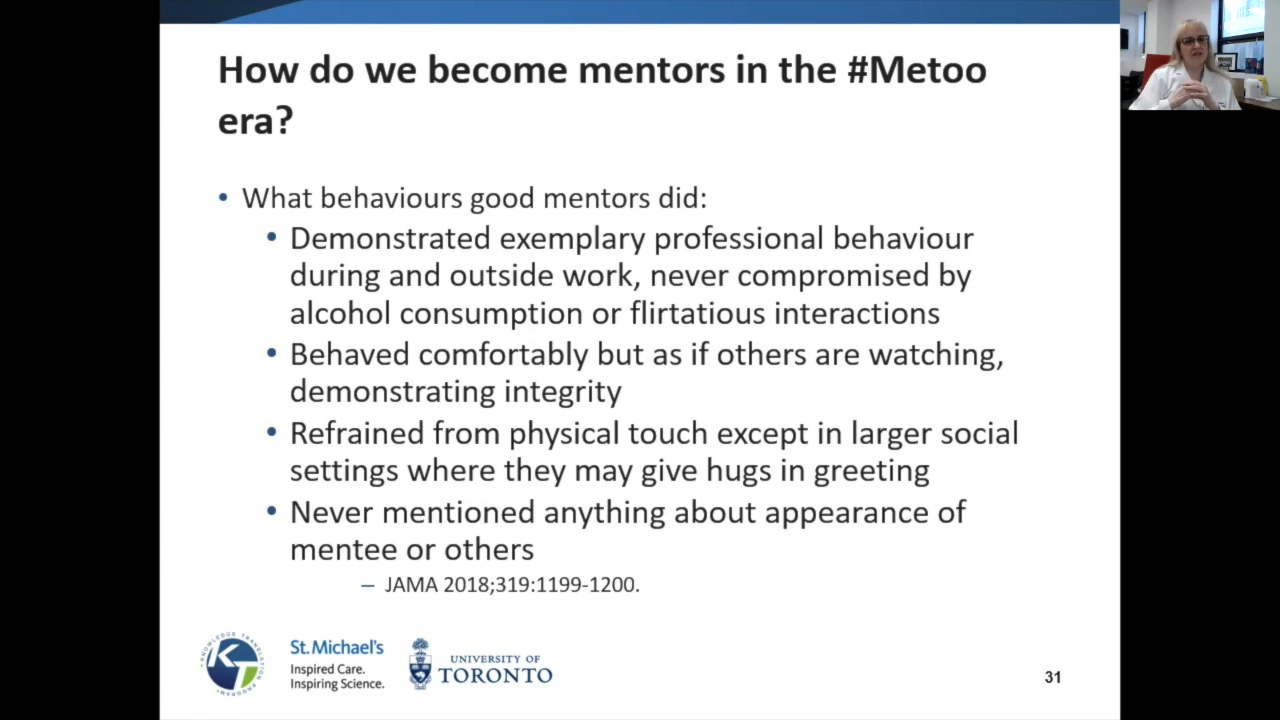 How do we become mentors in the #Metoo
era?
• What behaviours good mentors did:
• Demonstrated exemplary professional behaviour
during and outside work, never compromised by
alcohol consumption or flirtatious interactions
• Behaved comfortably but as if others are watching,
demonstrating integrity
• Refrained from physical touch except in larger social
settings where they may give hugs in greeting
• Never mentioned anything about appearance of
mentee or others
– JAMA 2018;319:1199-1200.
KNOWLEDGE TRANSLATION PROGRAM
KT
St. Michael's
Inspired Care.
Inspiring Science.
UNIVERSITY OF
TORONTO
31